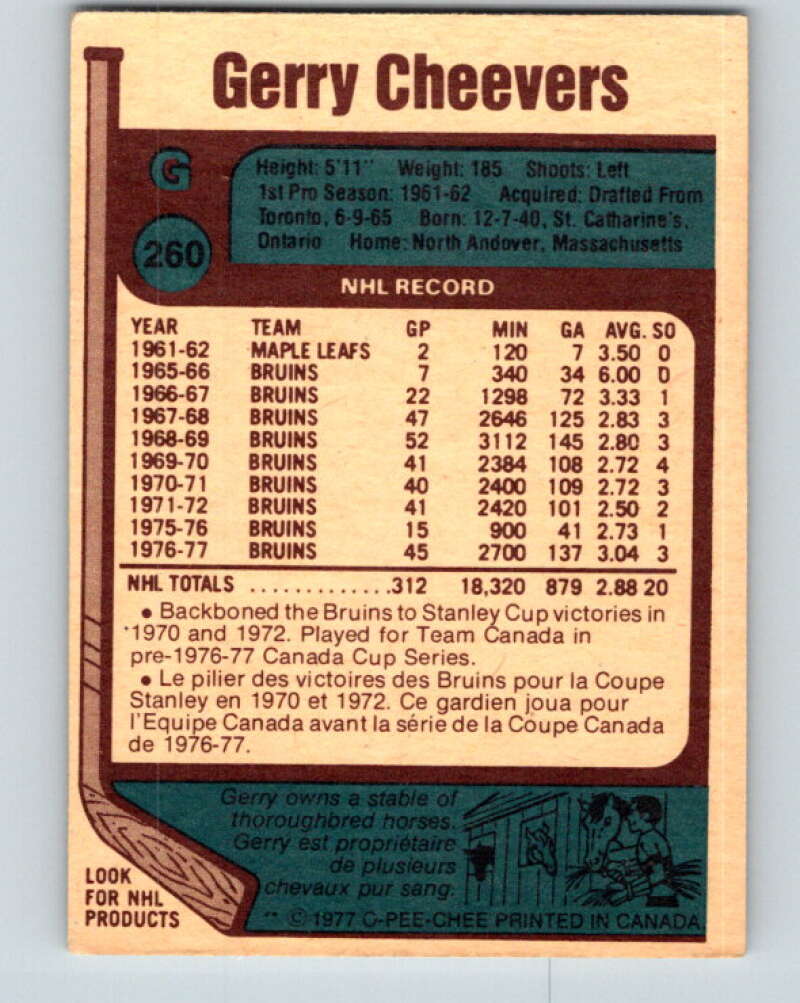 Gerry Cheevers
G
260
Height: 5'11" Weight: 185 Shoots: Left
1st Pro Season: 1961-62 Acquired: Drafted From
Toronto, 6-9-65 Born: 12-7-40, St. Catharine's,
Ontario Home: North Andover, Massachusetts
NHL RECORD
YEAR TEAM GP MIN GA AVG. SO
1961-62 MAPLE LEAFS 2 120 7 3.50 0
1965-66 BRUINS 7 340 34 6.00 0
1966-67 BRUINS 22 1298 72 3.33 1
1967-68 BRUINS 47 2646 125 2.83 3
1968-69 BRUINS 52 3112 145 2.80 3
1969-70 BRUINS 41 2384 108 2.72 4
1970-71 BRUINS 40 2400 109 2.72 3
1971-72 BRUINS 41 2420 101 2.50 2
1975-76 BRUINS 15 900 41 2.73 1
1976-77 BRUINS 45 2700 137 3.04 3
NHL TOTALS .............312 18,320 879 2.88 20
• Backboned the Bruins to Stanley Cup victories in
1970 and 1972. Played for Team Canada in
pre-1976-77 Canada Cup Series.
• Le pilier des victoires des Bruins pour la Coupe
Stanley en 1970 et 1972. Ce gardien joua pour
l'Equipe Canada avant la série de la Coupe Canada
de 1976-77.
Gerry owns a stable of
thoroughbred horses.
Gerry est propriétaire
de plusieurs
chevaux pur sang.
LOOK
FOR NHL
PRODUCTS
** © 1977 O-PEE-CHEE PRINTED IN CANADA